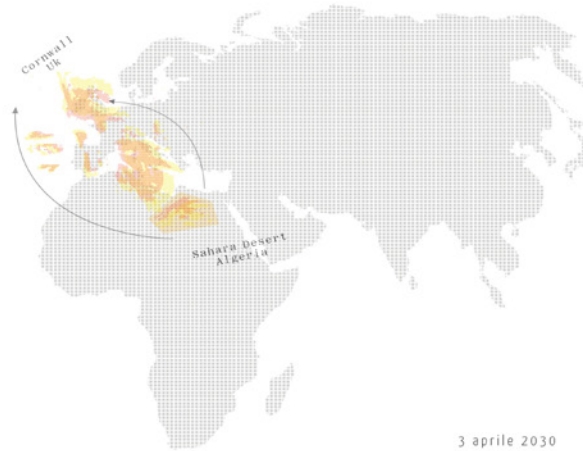 Cornwall
Uk
Sahara Desert
Algeria
3 aprile 2030